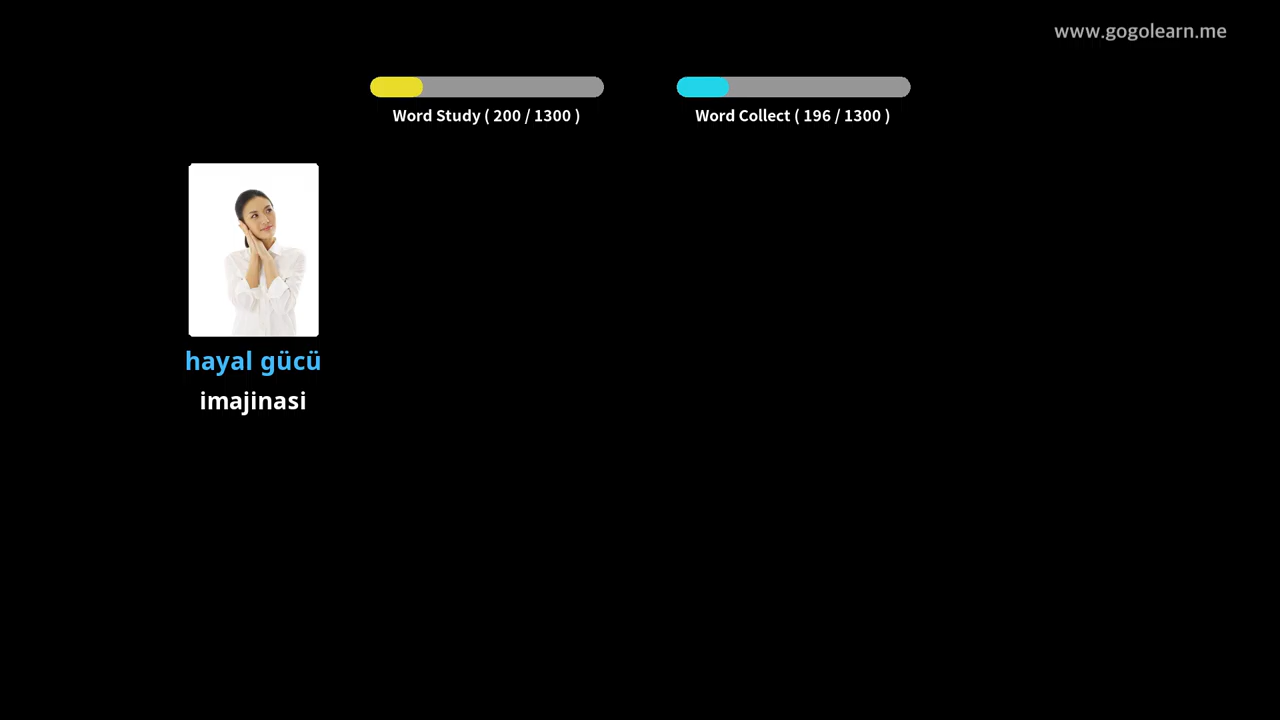 www.gogolearn.me
Word Study ( 200 / 1300 )
Word Collect ( 196 / 1300 )
hayal gücü
imajinasi